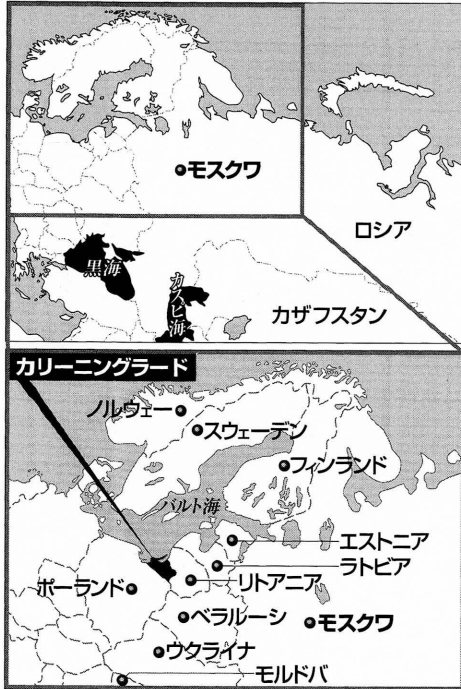 モスクワ
ロシア
黒海
カスピ海
カザフスタン
カリーニングラード
ノルウェー
スウェーデン
フィンランド
バルト海
エストニア
ラトビア
ポーランド
リトアニア
ベラルーシ
モスクワ
ウクライナ
モルドバ